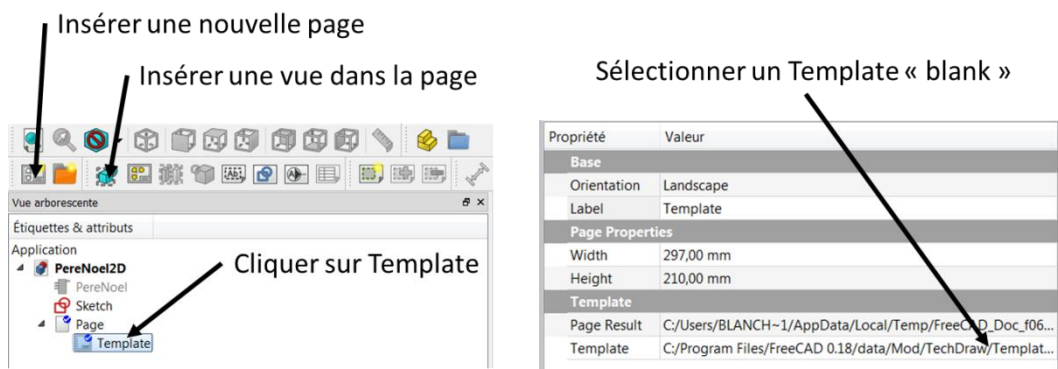 Insérer une nouvelle page
Insérer une vue dans la page
Sélectionner un Template « blank »
Vue arborescente
Étiquettes & attributs
Application
PereNoel2D
PereNoel
Sketch
Page
Template
Cliquer sur Template
Propriété Valeur
Base
Orientation Landscape
Label Template
Page Properties
Width 297,00 mm
Height 210,00 mm
Template
Page Result C:/Users/BLANCH~1/AppData/Local/Temp/FreeCAD_Doc_f06...
Template C:/Program Files/FreeCAD 0.18/data/Mod/TechDraw/Templat...